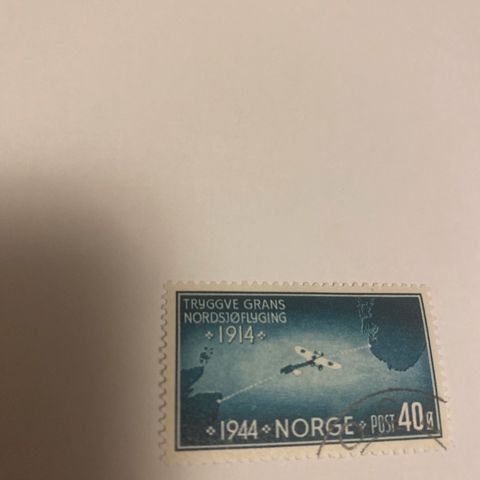 TRYGGVE GRANS
NORDSJØFLYGING
1914
1944 NORGE POST 40 Ø